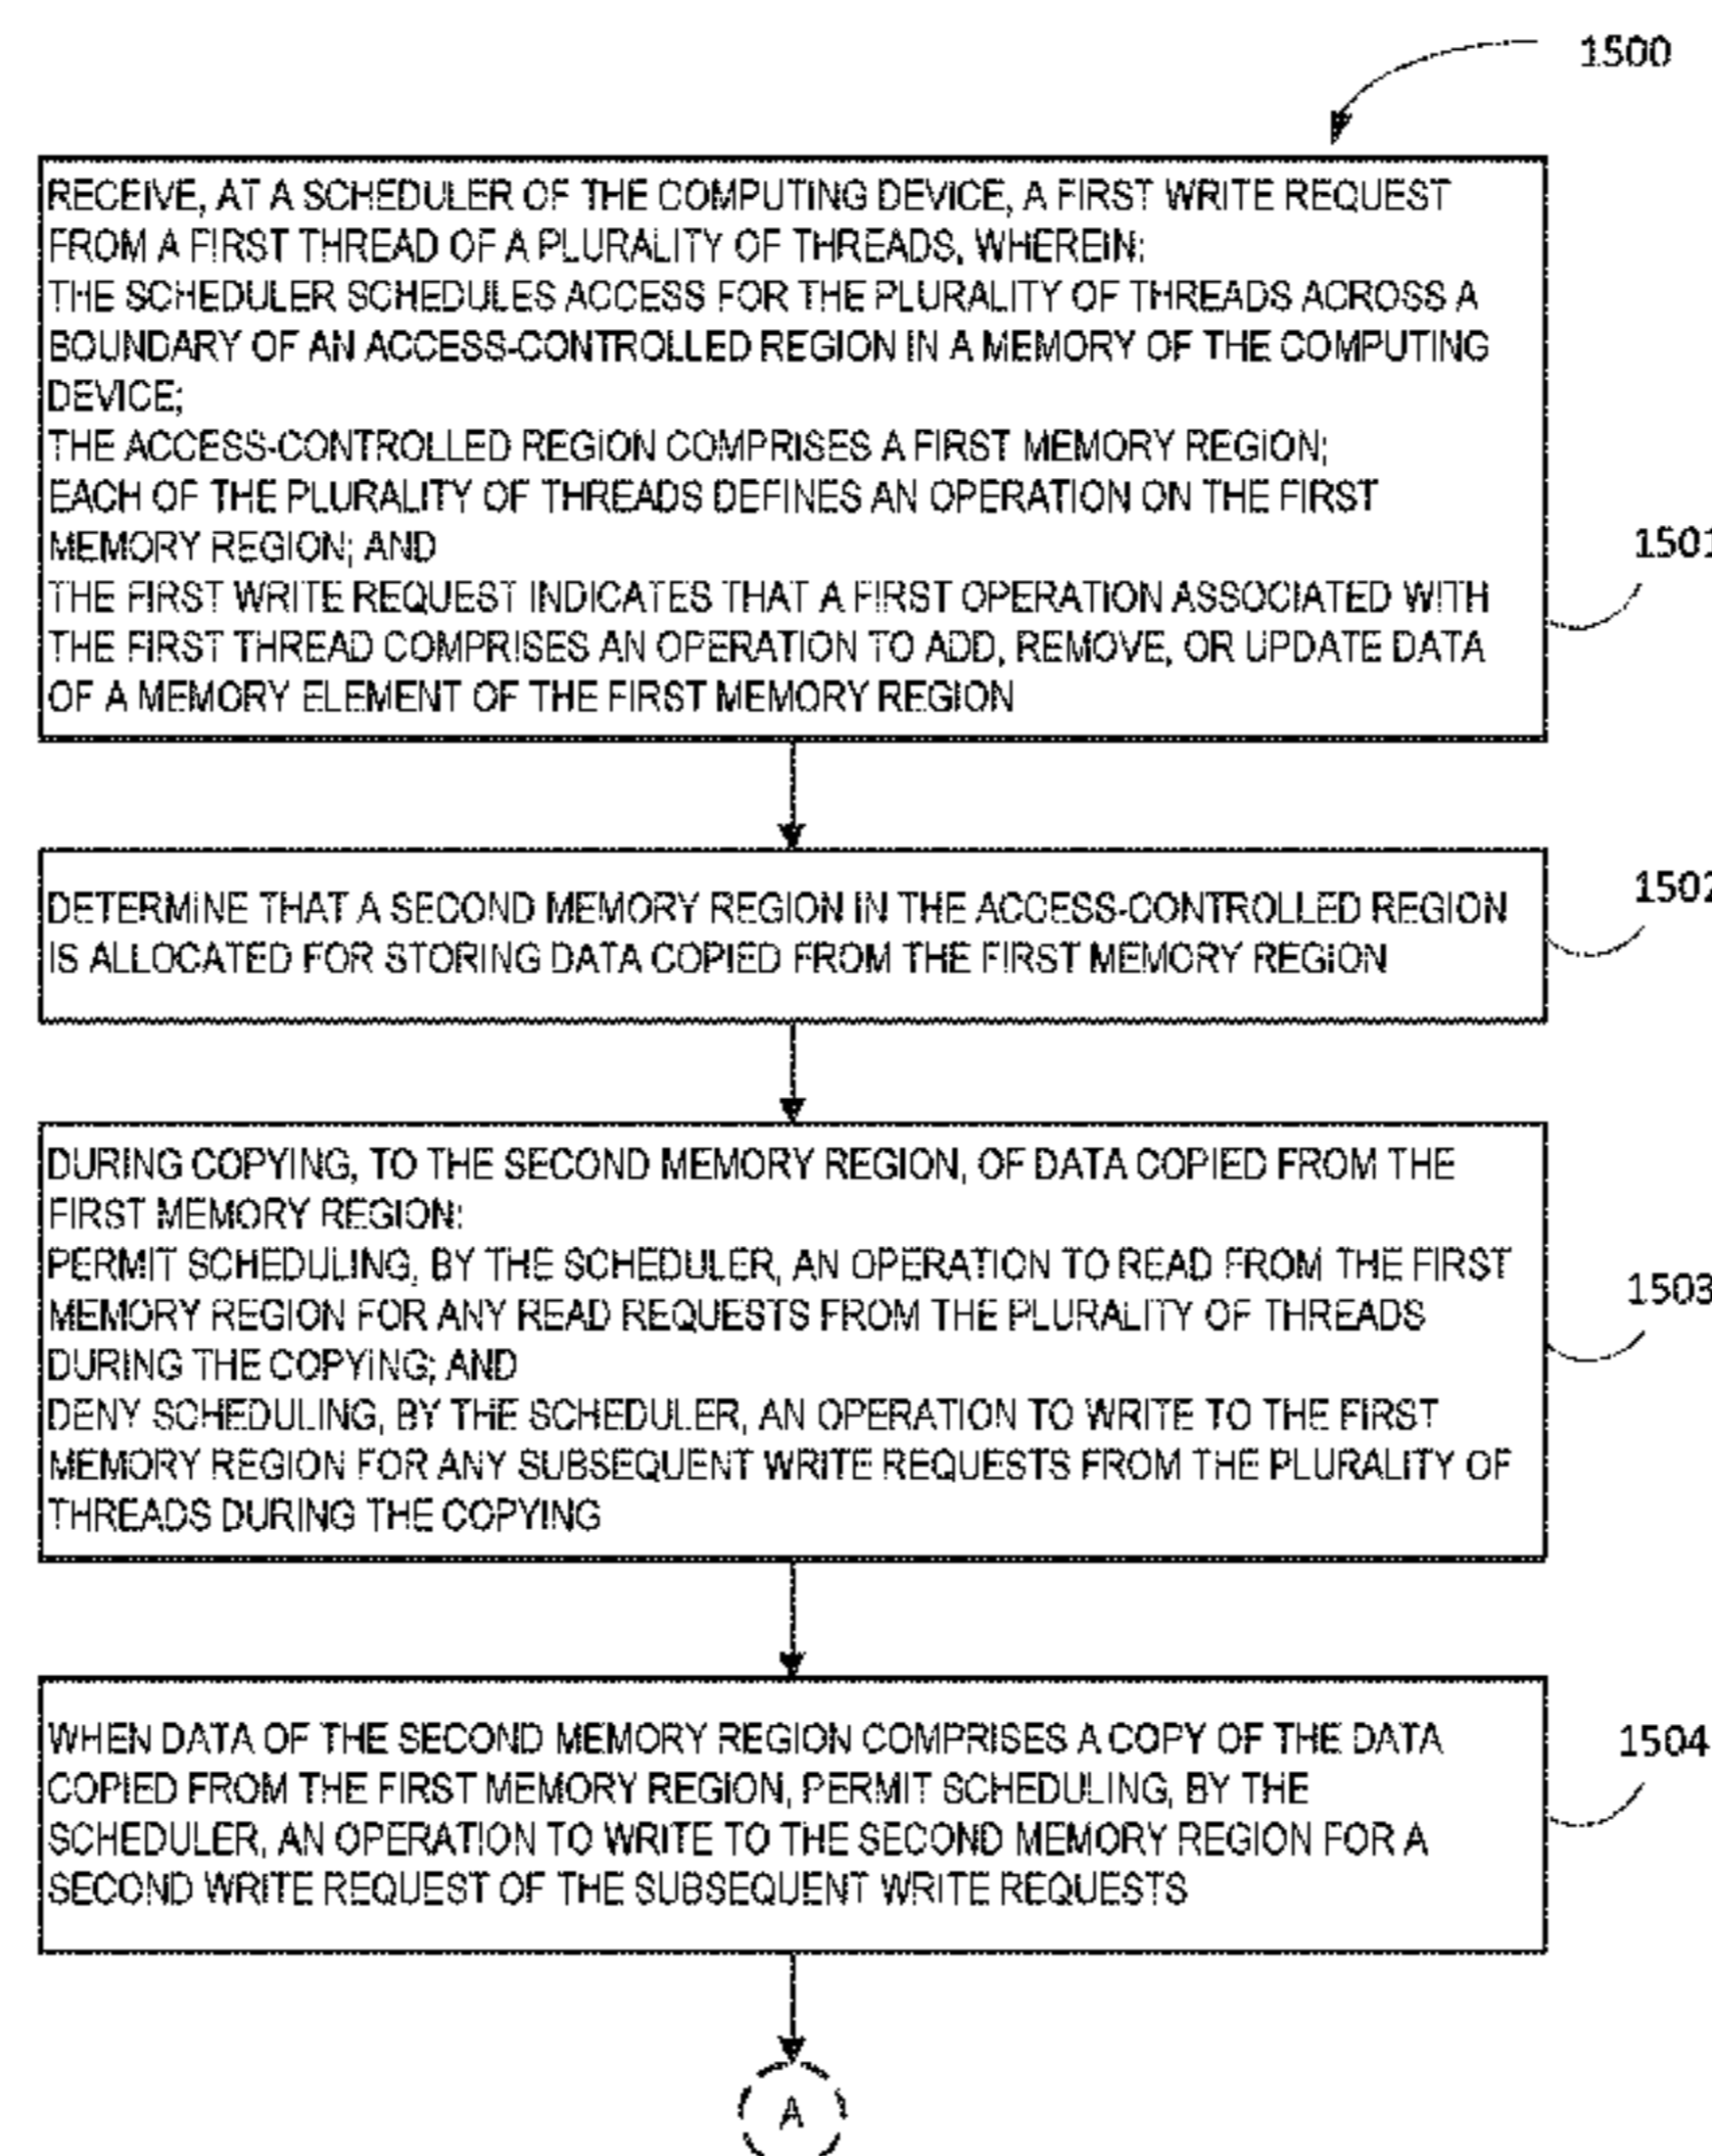 1500
RECEIVE, AT A SCHEDULER OF THE COMPUTING DEVICE, A FIRST WRITE REQUEST
FROM A FIRST THREAD OF A PLURALITY OF THREADS, WHEREIN:
THE SCHEDULER SCHEDULES ACCESS FOR THE PLURALITY OF THREADS ACROSS A
BOUNDARY OF AN ACCESS-CONTROLLED REGION IN A MEMORY OF THE COMPUTING
DEVICE;
THE ACCESS-CONTROLLED REGION COMPRISES A FIRST MEMORY REGION;
EACH OF THE PLURALITY OF THREADS DEFINES AN OPERATION ON THE FIRST
MEMORY REGION; AND
THE FIRST WRITE REQUEST INDICATES THAT A FIRST OPERATION ASSOCIATED WITH
THE FIRST THREAD COMPRISES AN OPERATION TO ADD, REMOVE, OR UPDATE DATA
OF A MEMORY ELEMENT OF THE FIRST MEMORY REGION
1501
DETERMINE THAT A SECOND MEMORY REGION IN THE ACCESS-CONTROLLED REGION
IS ALLOCATED FOR STORING DATA COPIED FROM THE FIRST MEMORY REGION
1502
DURING COPYING, TO THE SECOND MEMORY REGION, OF DATA COPIED FROM THE
FIRST MEMORY REGION:
PERMIT SCHEDULING, BY THE SCHEDULER, AN OPERATION TO READ FROM THE FIRST
MEMORY REGION FOR ANY READ REQUESTS FROM THE PLURALITY OF THREADS
DURING THE COPYING; AND
DENY SCHEDULING, BY THE SCHEDULER, AN OPERATION TO WRITE TO THE FIRST
MEMORY REGION FOR ANY SUBSEQUENT WRITE REQUESTS FROM THE PLURALITY OF
THREADS DURING THE COPYING
1503
WHEN DATA OF THE SECOND MEMORY REGION COMPRISES A COPY OF THE DATA
COPIED FROM THE FIRST MEMORY REGION, PERMIT SCHEDULING, BY THE
SCHEDULER, AN OPERATION TO WRITE TO THE SECOND MEMORY REGION FOR A
SECOND WRITE REQUEST OF THE SUBSEQUENT WRITE REQUESTS
1504
A